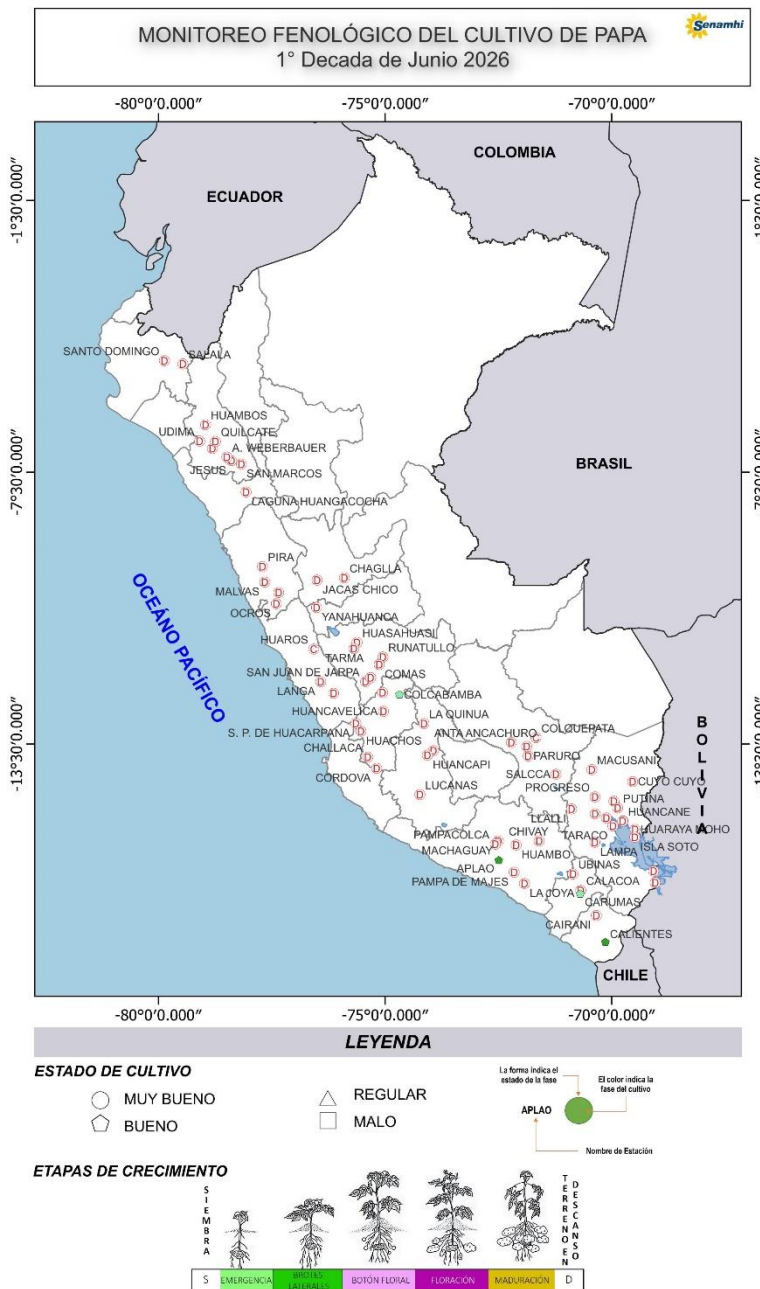 MONITOREO FENOLÓGICO DEL CULTIVO DE PAPA
1° Decada de Junio 2026
Senamhi
-80°0'0.000"
-75°0'0.000"
-70°0'0.000"
-1°30'0.000"
-7°30'0.000"
-13°30'0.000"
COLOMBIA
ECUADOR
BRASIL
BOLIVIA
CHILE
OCEÁNO PACÍFICO
SANTO DOMINGO
SALALA
HUAMBOS
UDIMA
QUILCATE
A. WEBERBAUER
JESUS
SAN MARCOS
LAGUNA HUANGACOCHA
PIRA
CHAGLLA
JACAS CHICO
MALVAS
OCROS
YANAHUANCA
HUASAHUASI
HUAROS
C
RUNATULLO
TARMA
SAN JUAN DE JARPA
COMAS
LANGA
COLCABAMBA
HUANCAVELICA
LA QUINUA
S. P. DE HUACARPANA
ANTA ANCACHURO
COLQUEPATA
HUACHOS
CHALLACA
HUANCAPI
PARURO
MACUSANI
CORDOVA
SALCCA
CUYO CUYO
LUCANAS
PROGRESO
PUTINA
LLALLI
HUANCANE
PAMPACOLCA
CHIVAY
TARACO
HUARAYA MOHO
MACHAGUAY
HUAMBO
LAMPA
ISLA SOTO
APLAO
UBINAS
PAMPA DE MAJES
LA JOYA
CALACOA
CARUMAS
CAIRANI
CALIENTES
-80°0'0.000"
-75°0'0.000"
-70°0'0.000"
LEYENDA
ESTADO DE CULTIVO
MUY BUENO
BUENO
REGULAR
MALO
La forma indica el
estado de la fase
El color indica la
fase del cultivo
APLAO
Nombre de Estación
ETAPAS DE CRECIMIENTO
SIEMBRA
TERRENO EN
DESCANSO
S
EMERGENCIA
BROTES
LATERALES
BOTÓN FLORAL
FLORACIÓN
MADURACIÓN
D